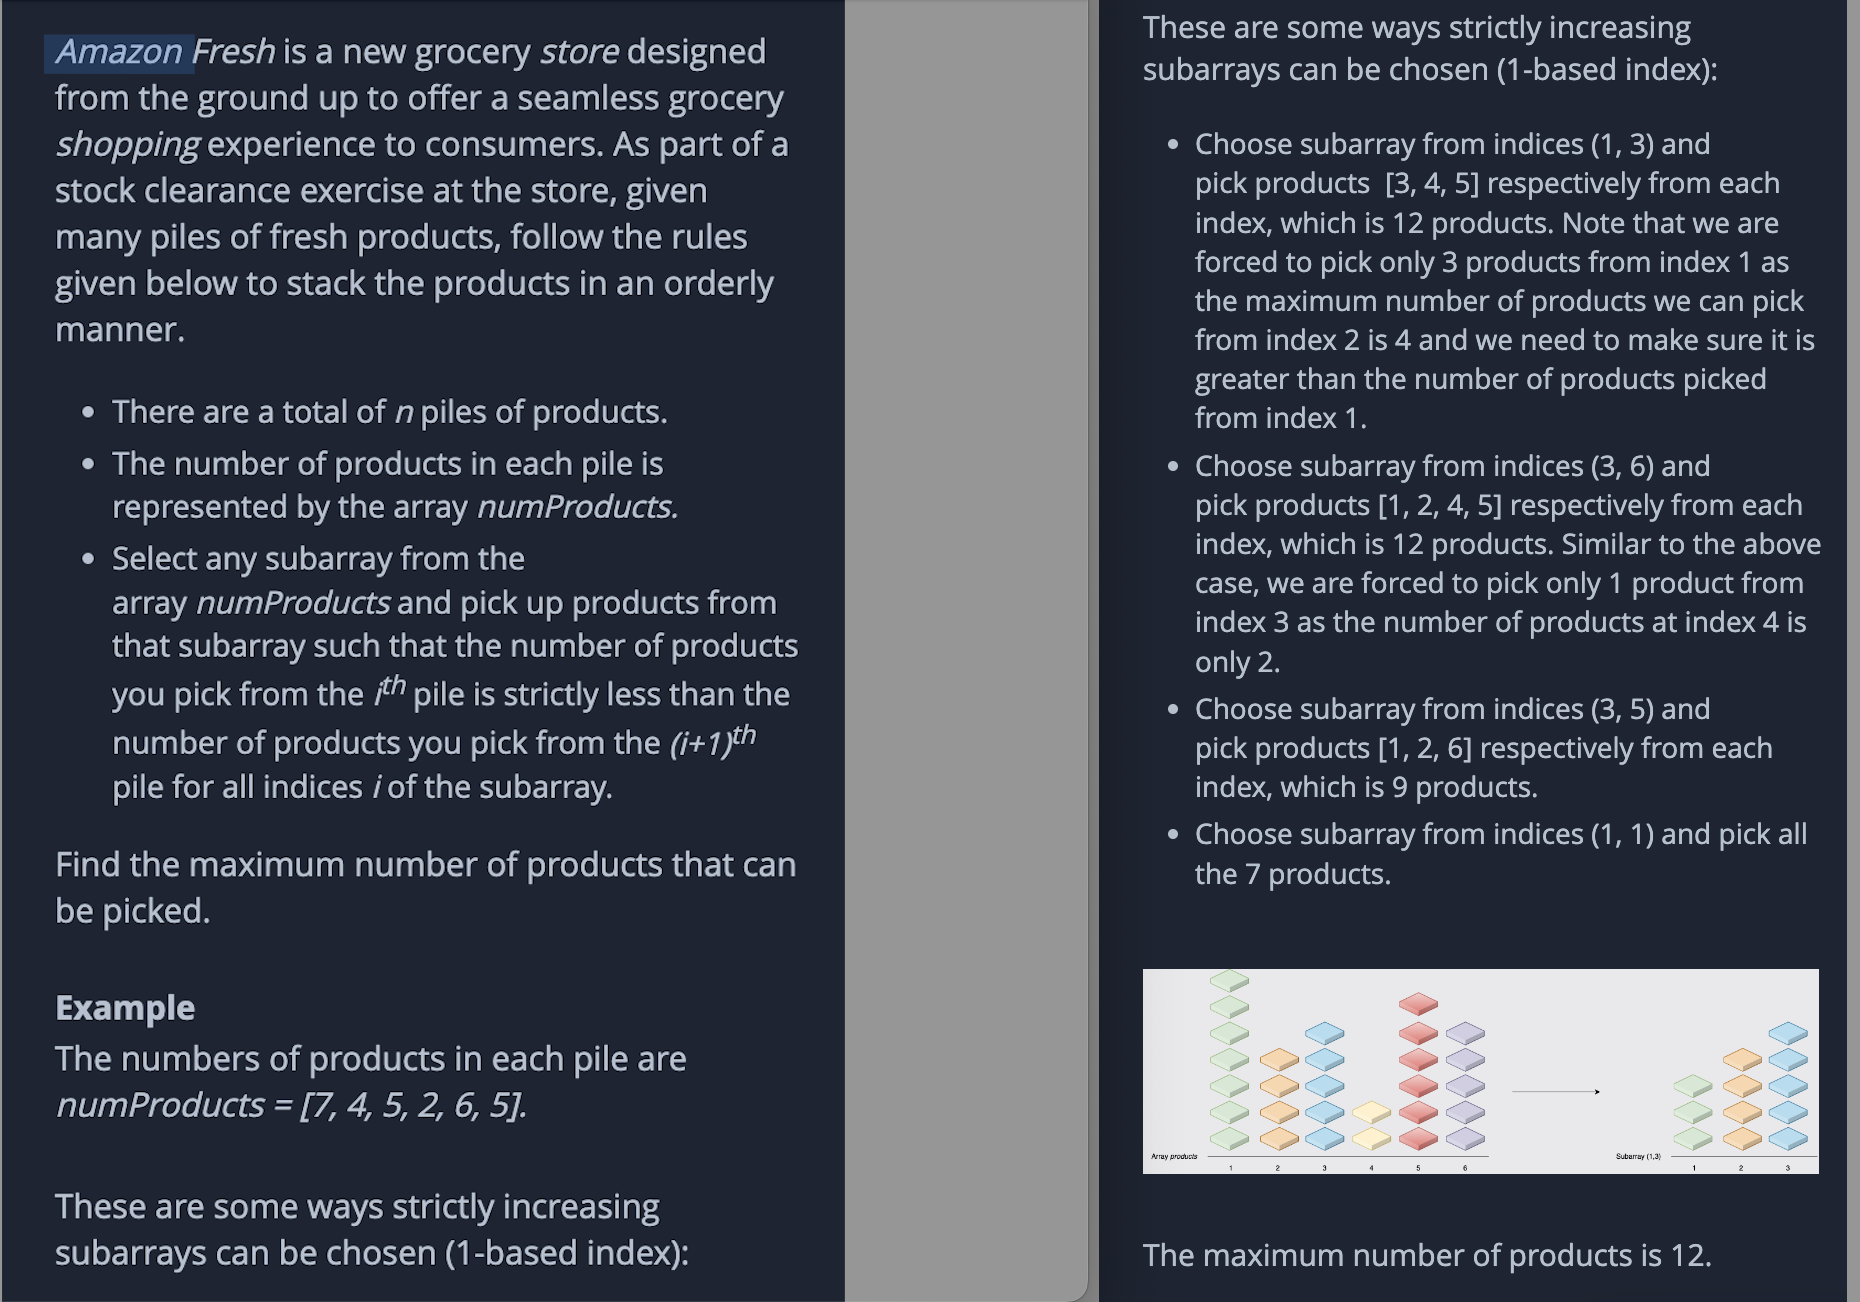 Amazon Fresh is a new grocery store designed
from the ground up to offer a seamless grocery
shopping experience to consumers. As part of a
stock clearance exercise at the store, given
many piles of fresh products, follow the rules
given below to stack the products in an orderly
manner.
• There are a total of n piles of products.
• The number of products in each pile is
represented by the array numProducts.
• Select any subarray from the
array numProducts and pick up products from
that subarray such that the number of products
you pick from the ith pile is strictly less than the
number of products you pick from the (i+1)th
pile for all indices i of the subarray.
Find the maximum number of products that can
be picked.
Example
The numbers of products in each pile are
numProducts = [7, 4, 5, 2, 6, 5].
These are some ways strictly increasing
subarrays can be chosen (1-based index):
These are some ways strictly increasing
subarrays can be chosen (1-based index):
• Choose subarray from indices (1, 3) and
pick products [3, 4, 5] respectively from each
index, which is 12 products. Note that we are
forced to pick only 3 products from index 1 as
the maximum number of products we can pick
from index 2 is 4 and we need to make sure it is
greater than the number of products picked
from index 1.
• Choose subarray from indices (3, 6) and
pick products [1, 2, 4, 5] respectively from each
index, which is 12 products. Similar to the above
case, we are forced to pick only 1 product from
index 3 as the number of products at index 4 is
only 2.
• Choose subarray from indices (3, 5) and
pick products [1, 2, 6] respectively from each
index, which is 9 products.
• Choose subarray from indices (1, 1) and pick all
the 7 products.
Array products
1 2 3 4 5 6
Subarray (1,3)
1 2 3
The maximum number of products is 12.